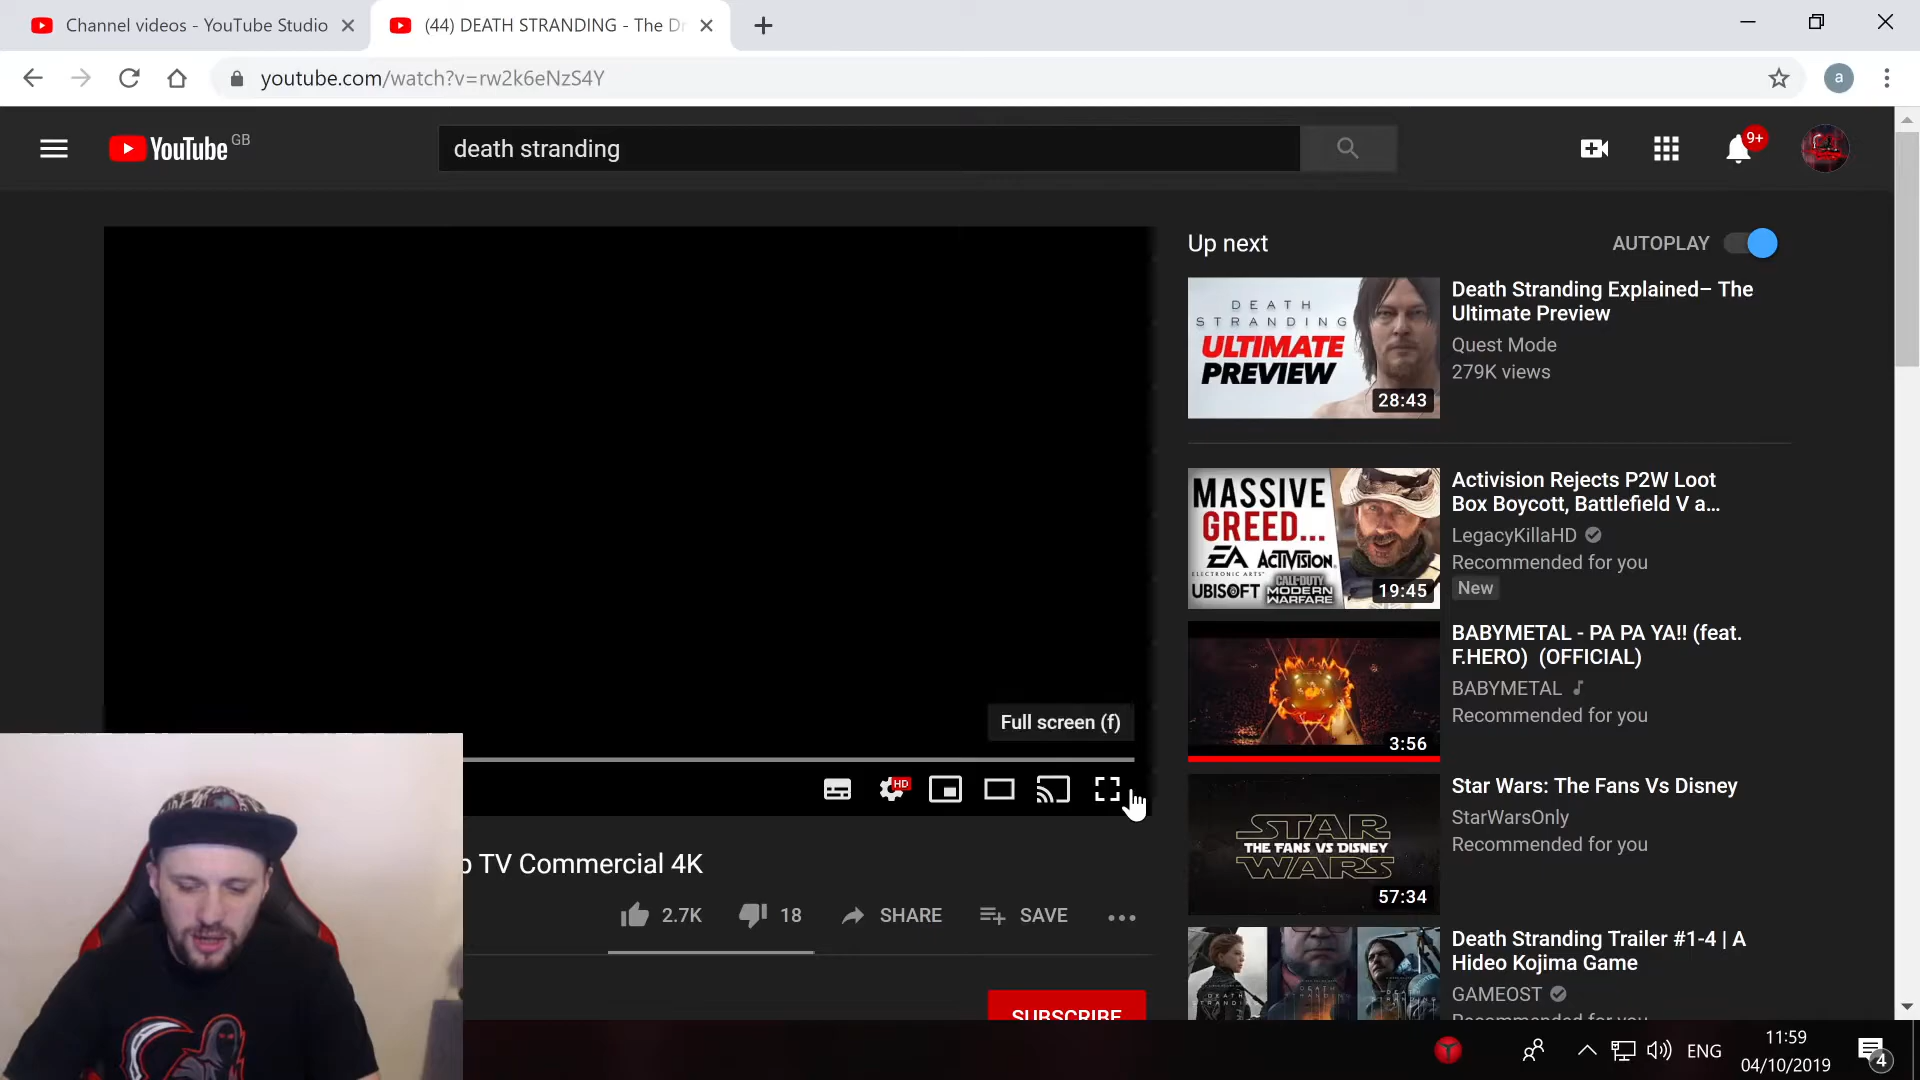 Channel videos - YouTube Studio
(44) DEATH STRANDING - The Dr
youtube.com/watch?v=rw2k6eNzS4Y
a
YouTube GB
death stranding
9+
Up next
AUTOPLAY
DEATH
STRANDING
ULTIMATE
PREVIEW
28:43
Death Stranding Explained– The
Ultimate Preview
Quest Mode
279K views
MASSIVE
GREED...
EA ACTIVISION
ELECTRONIC ARTS
UBISOFT CALL OF DUTY
MODERN
WARFARE
19:45
Activision Rejects P2W Loot
Box Boycott, Battlefield V a...
LegacyKillaHD
Recommended for you
New
3:56
BABYMETAL - PA PA YA!! (feat.
F.HERO) (OFFICIAL)
BABYMETAL
Recommended for you
STAR
THE FANS VS DISNEY
WARS
57:34
Star Wars: The Fans Vs Disney
StarWarsOnly
Recommended for you
Death Stranding Trailer #1-4 | A
Hideo Kojima Game
GAMEOST
Recommended for you
Full screen (f)
HD
p TV Commercial 4K
2.7K
18
SHARE
SAVE
SUBSCRIBE
ENG
11:59
04/10/2019
4